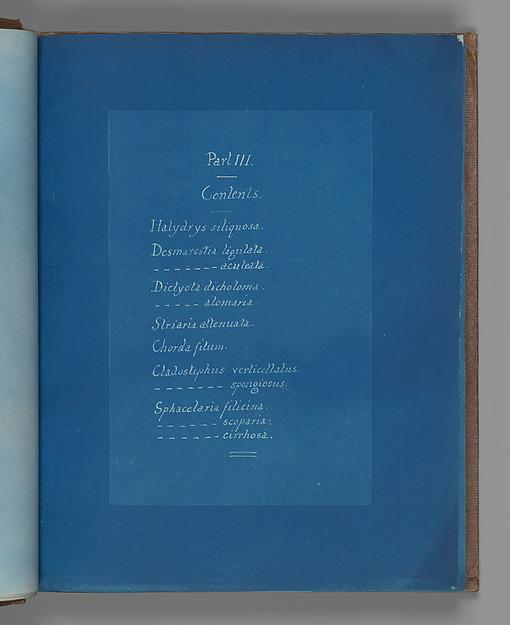 Part III.
Contents.
Halydrys siliquosa.
Desmarestia ligulata.
- - - - - - - aculeata.
Dictyota dichotoma.
- - - - - atomaria.
Striaria attenuata.
Chorda filum.
Cladostephus verticellatus.
- - - - - - - spongiosus.
Sphacelaria filicina.
- - - - - - scoparia.
- - - - - - cirrhosa.